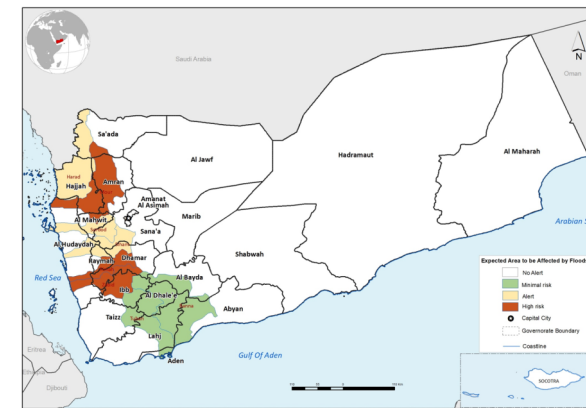 Saudi Arabia
N
Oman
Sa'ada
Al Jawf
Hadramaut
Al Maharah
Harad
Hajjah
Amran
Amanat
Al Asimah
Marib
Al Mahwit
Sana'a
Al Hudaydah
Shabwah
Raymah
Dhamar
Red Sea
Al Bayda
Ibb
Al Dhale'e
Abyan
Taizz
Lahj
Aden
Gulf Of Aden
Eritrea
Djibouti
Expected Area to be Affected by Floods
No Alert
Minimal risk
Alert
High risk
Capital City
Governorate Boundary
Coastline
SOCOTRA